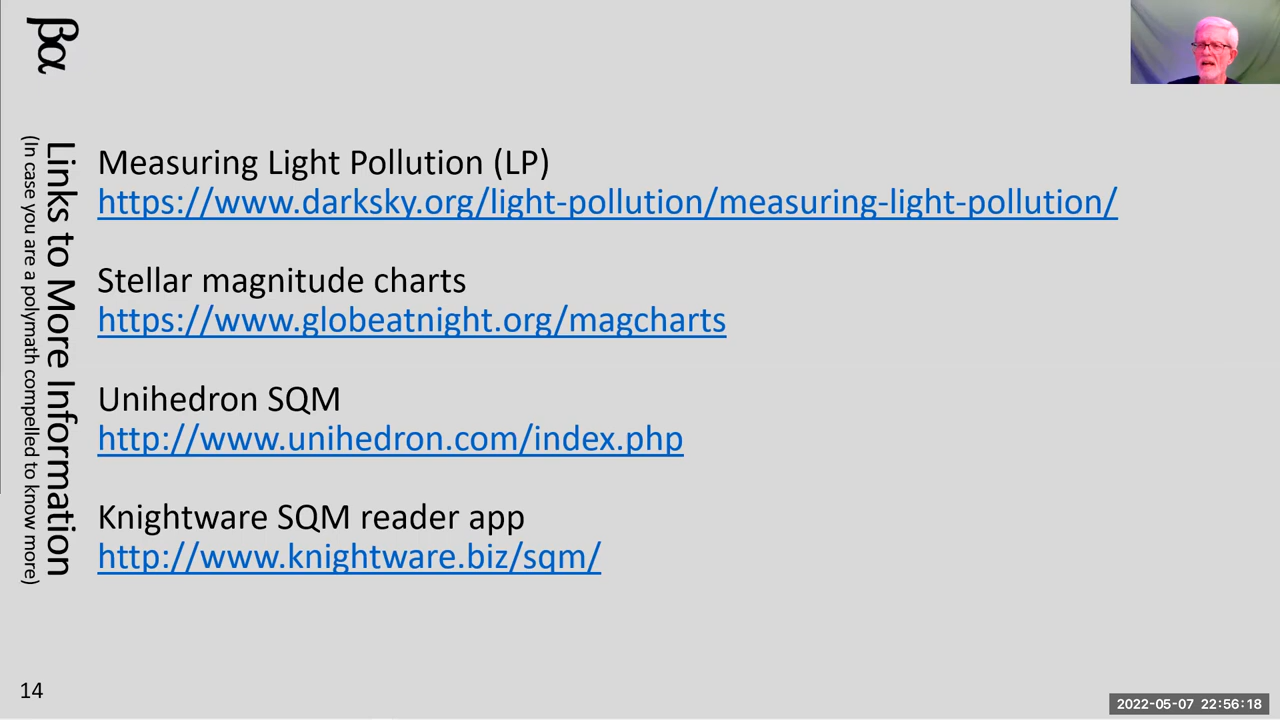 βα
Links to More Information
(In case you are a polymath compelled to know more)
Measuring Light Pollution (LP)
https://www.darksky.org/light-pollution/measuring-light-pollution/
Stellar magnitude charts
https://www.globeatnight.org/magcharts
Unihedron SQM
http://www.unihedron.com/index.php
Knightware SQM reader app
http://www.knightware.biz/sqm/
14
2022-05-07 22:56:18